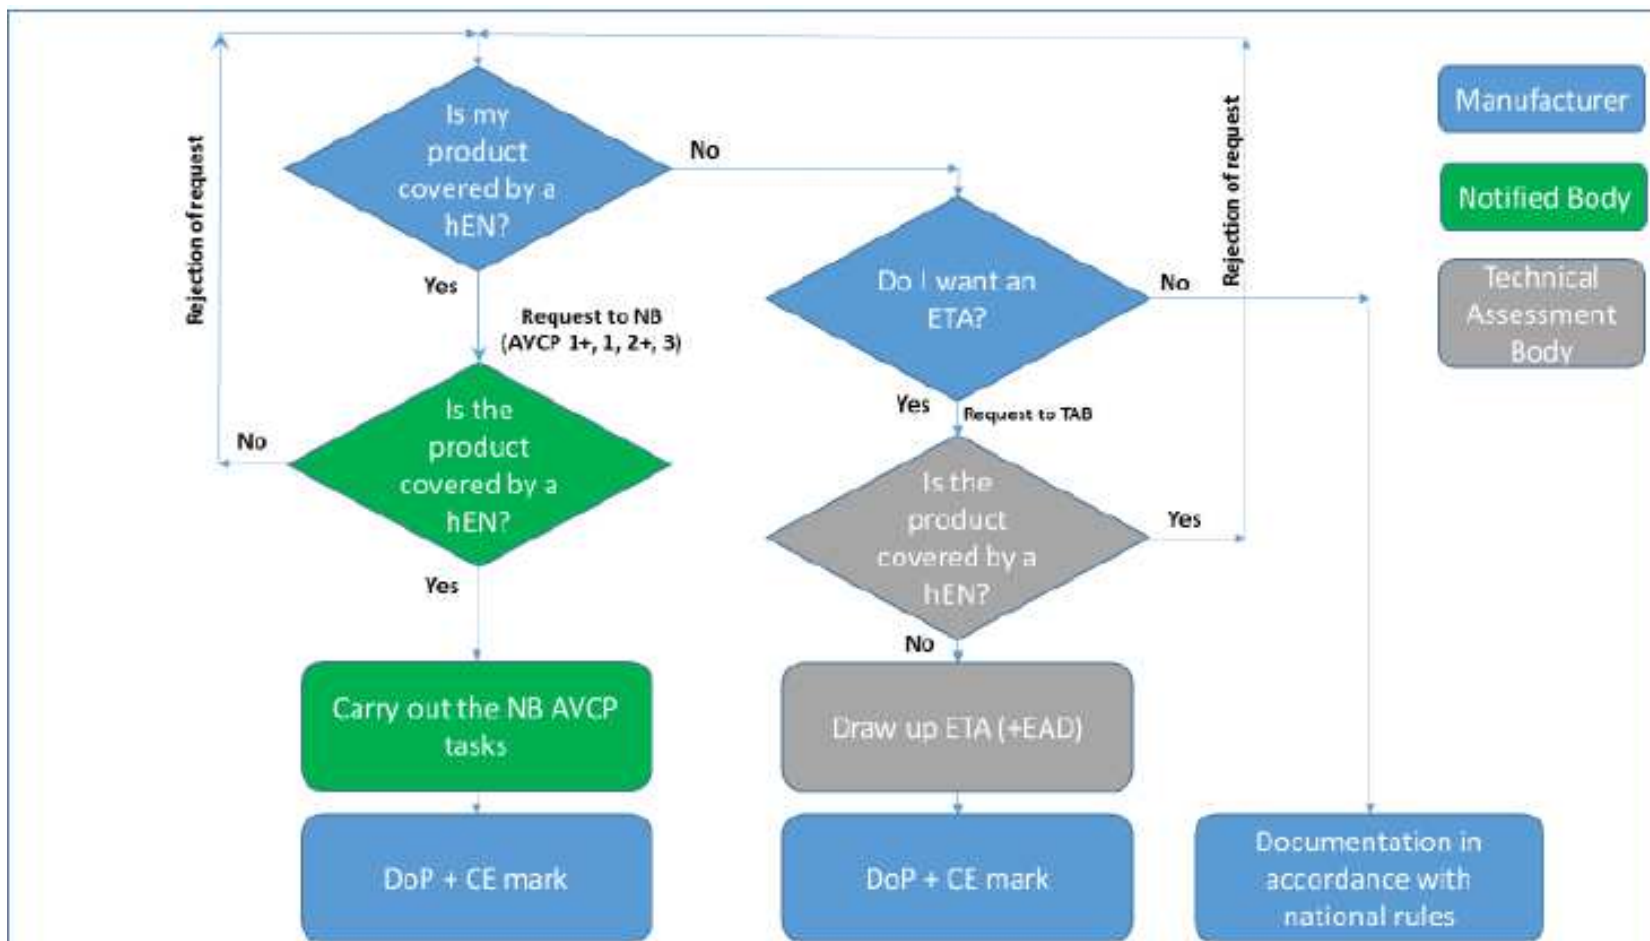 Is my
product
covered by a
hEN?
No
Yes
Request to NB
(AVCP 1+, 1, 2+, 3)
Rejection of request
Is the
product
covered by a
hEN?
No
Yes
Carry out the NB AVCP
tasks
DoP + CE mark
Do I want an
ETA?
No
Yes
Request to TAB
Is the
product
covered by a
hEN?
Yes
Rejection of request
No
Draw up ETA (+EAD)
DoP + CE mark
Documentation in
accordance with
national rules
Manufacturer
Notified Body
Technical
Assessment
Body